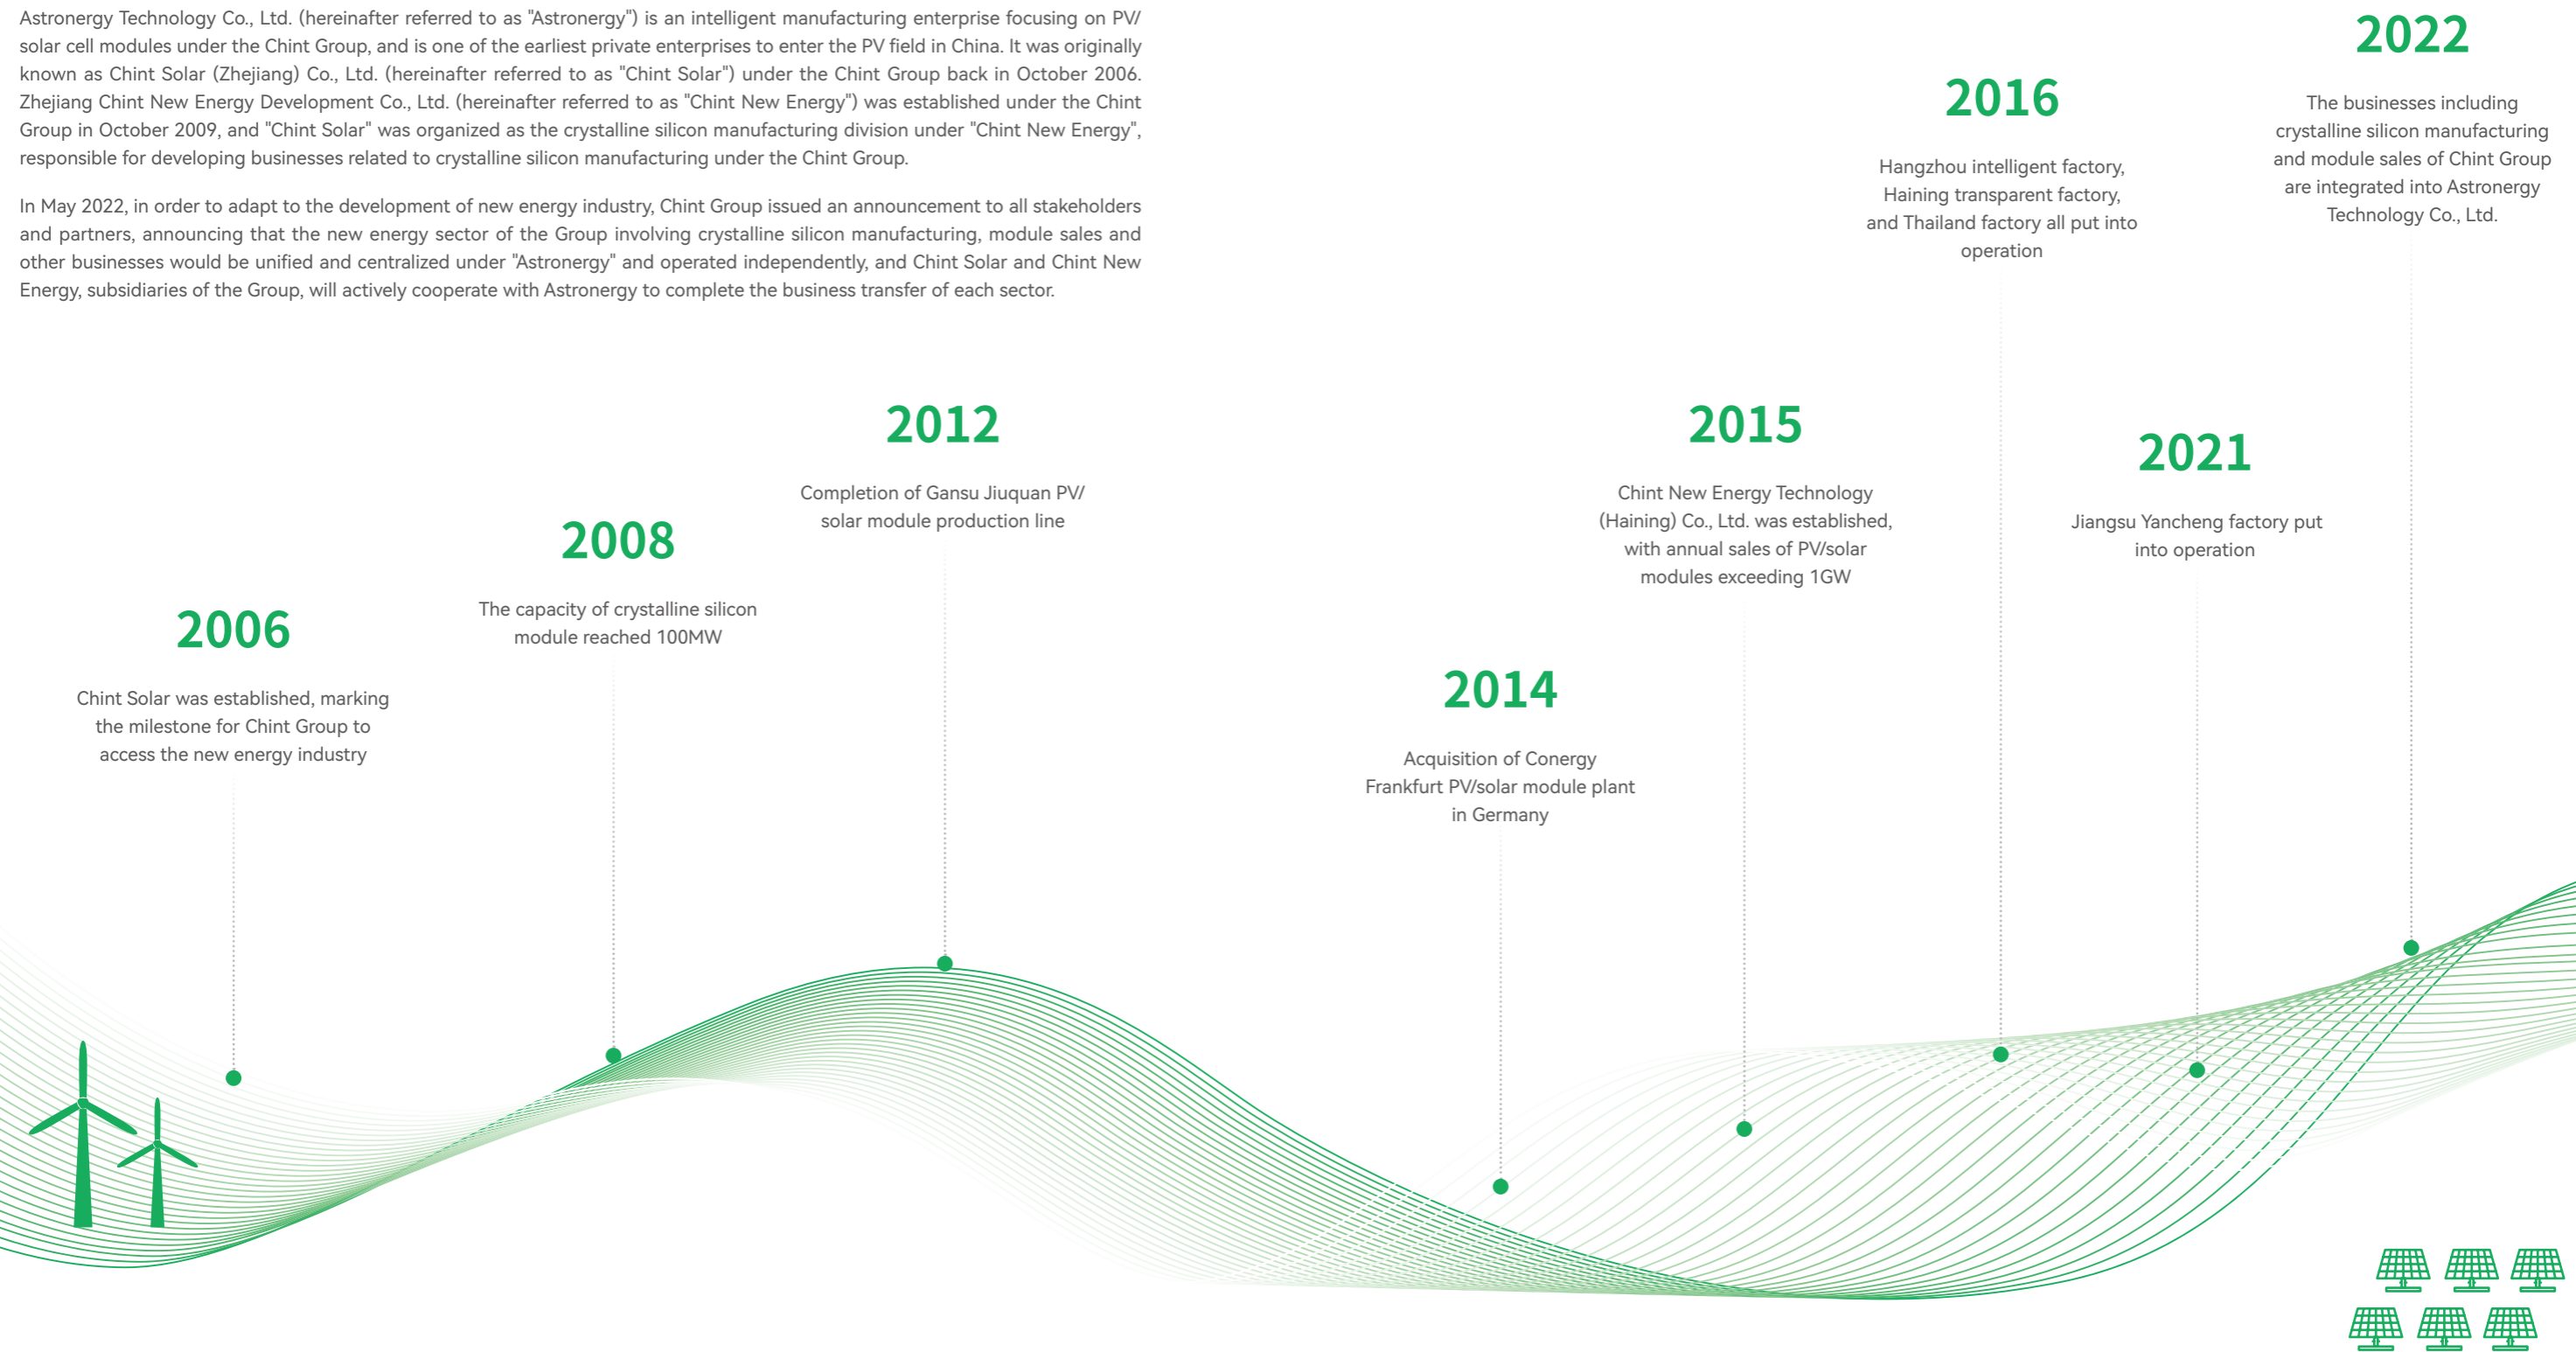 Astronergy Technology Co., Ltd. (hereinafter referred to as "Astronergy") is an intelligent manufacturing enterprise focusing on PV/
solar cell modules under the Chint Group, and is one of the earliest private enterprises to enter the PV field in China. It was originally
known as Chint Solar (Zhejiang) Co., Ltd. (hereinafter referred to as "Chint Solar") under the Chint Group back in October 2006.
Zhejiang Chint New Energy Development Co., Ltd. (hereinafter referred to as "Chint New Energy") was established under the Chint
Group in October 2009, and "Chint Solar" was organized as the crystalline silicon manufacturing division under "Chint New Energy",
responsible for developing businesses related to crystalline silicon manufacturing under the Chint Group.
In May 2022, in order to adapt to the development of new energy industry, Chint Group issued an announcement to all stakeholders
and partners, announcing that the new energy sector of the Group involving crystalline silicon manufacturing, module sales and
other businesses would be unified and centralized under "Astronergy" and operated independently, and Chint Solar and Chint New
Energy, subsidiaries of the Group, will actively cooperate with Astronergy to complete the business transfer of each sector.
2006
Chint Solar was established, marking
the milestone for Chint Group to
access the new energy industry
2008
The capacity of crystalline silicon
module reached 100MW
2012
Completion of Gansu Jiuquan PV/
solar module production line
2014
Acquisition of Conergy
Frankfurt PV/solar module plant
in Germany
2015
Chint New Energy Technology
(Haining) Co., Ltd. was established,
with annual sales of PV/solar
modules exceeding 1GW
2016
Hangzhou intelligent factory,
Haining transparent factory,
and Thailand factory all put into
operation
2021
Jiangsu Yancheng factory put
into operation
2022
The businesses including
crystalline silicon manufacturing
and module sales of Chint Group
are integrated into Astronergy
Technology Co., Ltd.